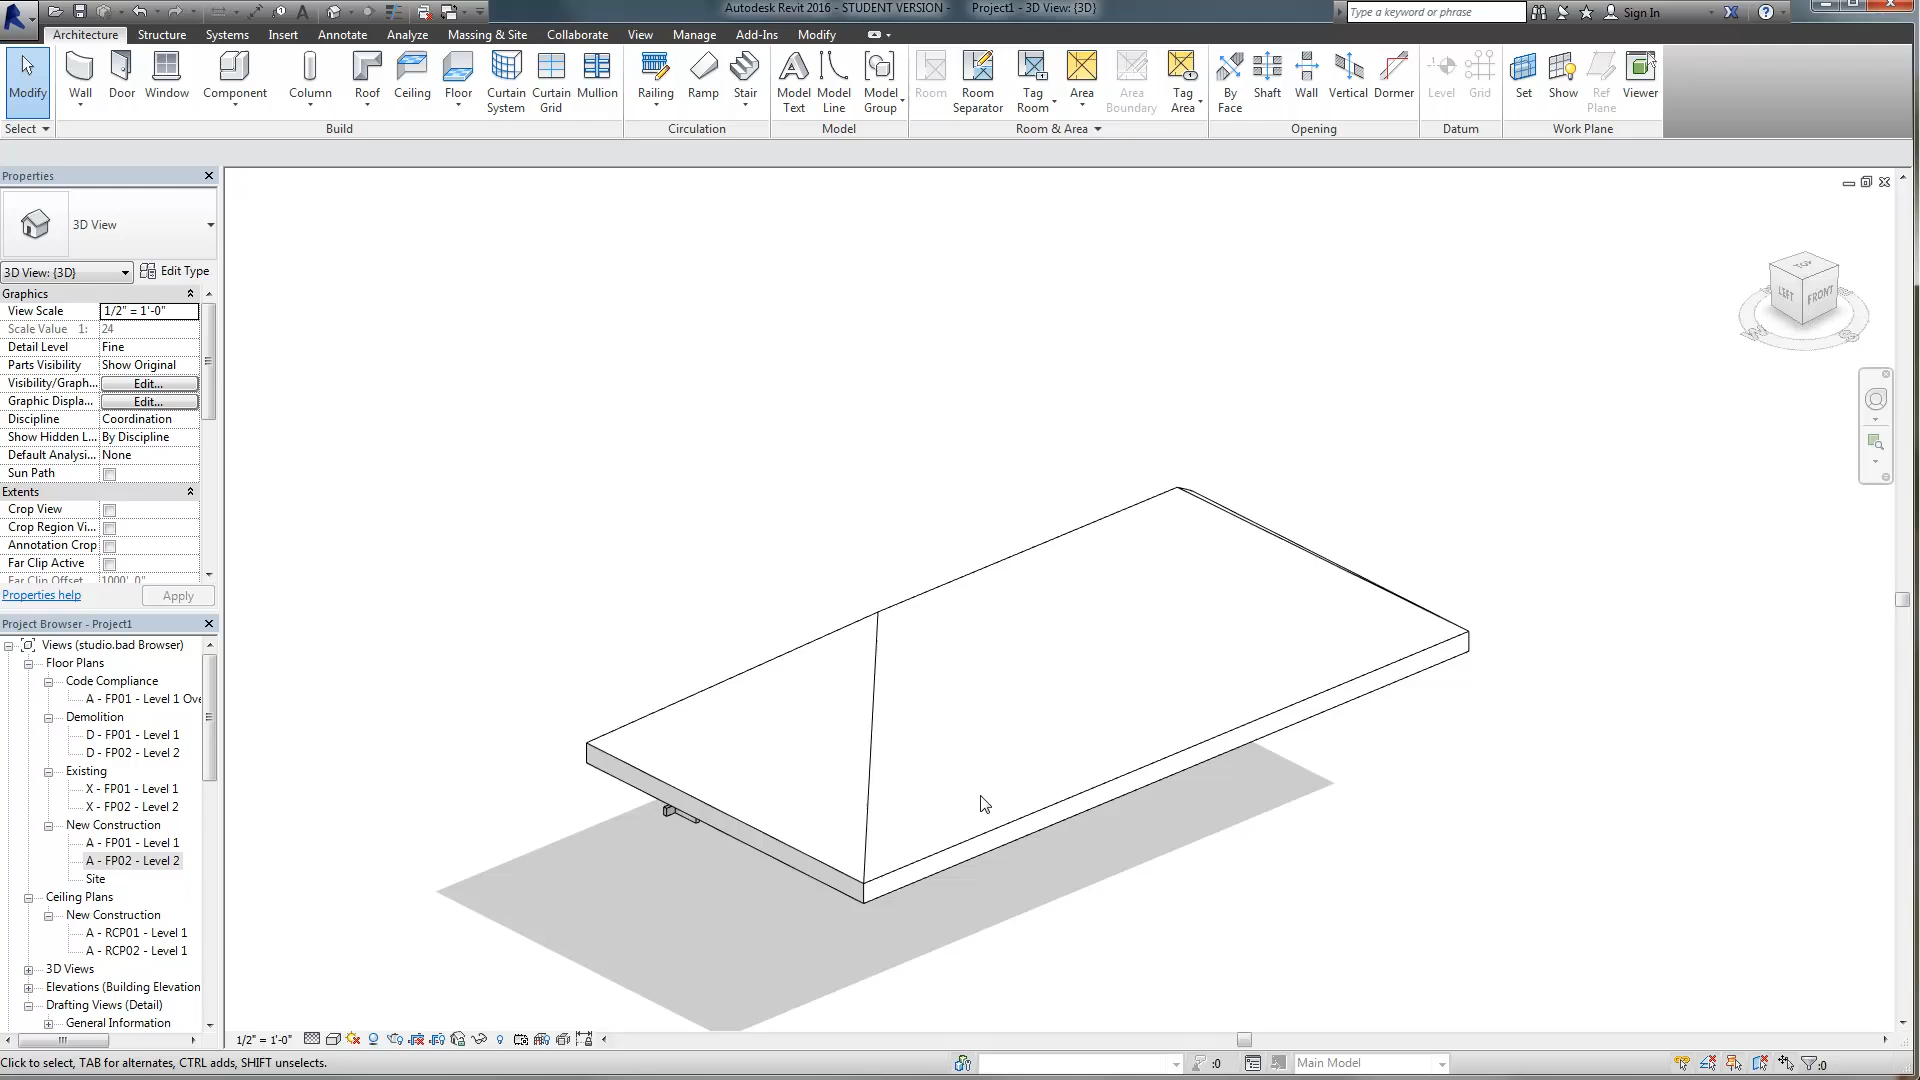 Autodesk Revit 2016 - STUDENT VERSION - Project1 - 3D View: {3D}
Type a keyword or phrase
Sign In
Architecture Structure Systems Insert Annotate Analyze Massing & Site Collaborate View Manage Add-Ins Modify
Modify Wall Door Window Component Column Roof Ceiling Floor Curtain System Curtain Grid Mullion Railing Ramp Stair Model Text Model Line Model Group Room Room Separator Tag Room Area Area Boundary Tag Area By Face Shaft Wall Vertical Dormer Level Grid Set Show Ref Plane Viewer
Select Build Circulation Model Room & Area Opening Datum Work Plane
Properties
3D View
3D View: {3D} Edit Type
Graphics
View Scale 1/2" = 1'-0"
Scale Value 1: 24
Detail Level Fine
Parts Visibility Show Original
Visibility/Graph... Edit...
Graphic Displa... Edit...
Discipline Coordination
Show Hidden L... By Discipline
Default Analysi... None
Sun Path
Extents
Crop View
Crop Region Vi...
Annotation Crop
Far Clip Active
Far Clip Offset 1000' 0"
Properties help Apply
Project Browser - Project1
Views (studio.bad Browser)
Floor Plans
Code Compliance
A - FP01 - Level 1 Ove
Demolition
D - FP01 - Level 1
D - FP02 - Level 2
Existing
X - FP01 - Level 1
X - FP02 - Level 2
New Construction
A - FP01 - Level 1
A - FP02 - Level 2
Site
Ceiling Plans
New Construction
A - RCP01 - Level 1
A - RCP02 - Level 1
3D Views
Elevations (Building Elevation
Drafting Views (Detail)
General Information
TOP
LEFT FRONT
1/2" = 1'-0"
Click to select, TAB for alternates, CTRL adds, SHIFT unselects.
:0
Main Model
:0